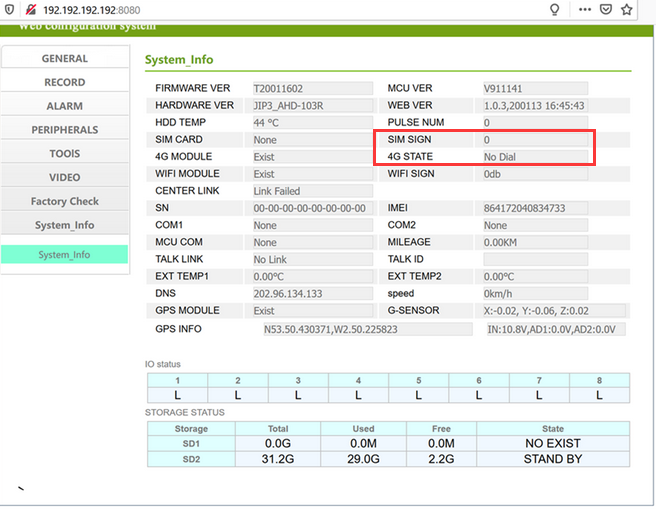 192.192.192.192:8080
Web configuration system
GENERAL
RECORD
ALARM
PERIPHERALS
TOOlS
VIDEO
Factory Check
System_Info
System_Info
System_Info
FIRMWARE VER T20011602 MCU VER V911141
HARDWARE VER JIP3_AHD-103R WEB VER 1.0.3,200113 16:45:43
HDD TEMP 44 °C PULSE NUM 0
SIM CARD None SIM SIGN 0
4G MODULE Exist 4G STATE No Dial
WIFI MODULE Exist WIFI SIGN 0db
CENTER LINK Link Failed
SN 00-00-00-00-00-00-00-00 IMEI 864172040834733
COM1 None COM2 None
MCU COM None MILEAGE 0.00KM
TALK LINK No Link TALK ID
EXT TEMP1 0.00°C EXT TEMP2 0.00°C
DNS 202.96.134.133 speed 0km/h
GPS MODULE Exist G-SENSOR X:-0.02, Y:-0.06, Z:0.02
GPS INFO N53.50.430371,W2.50.225823 IN:10.8V,AD1:0.0V,AD2:0.0V
IO status
1 2 3 4 5 6 7 8
L L L L L L L L
STORAGE STATUS
Storage Total Used Free State
SD1 0.0G 0.0M 0.0M NO EXIST
SD2 31.2G 29.0G 2.2G STAND BY